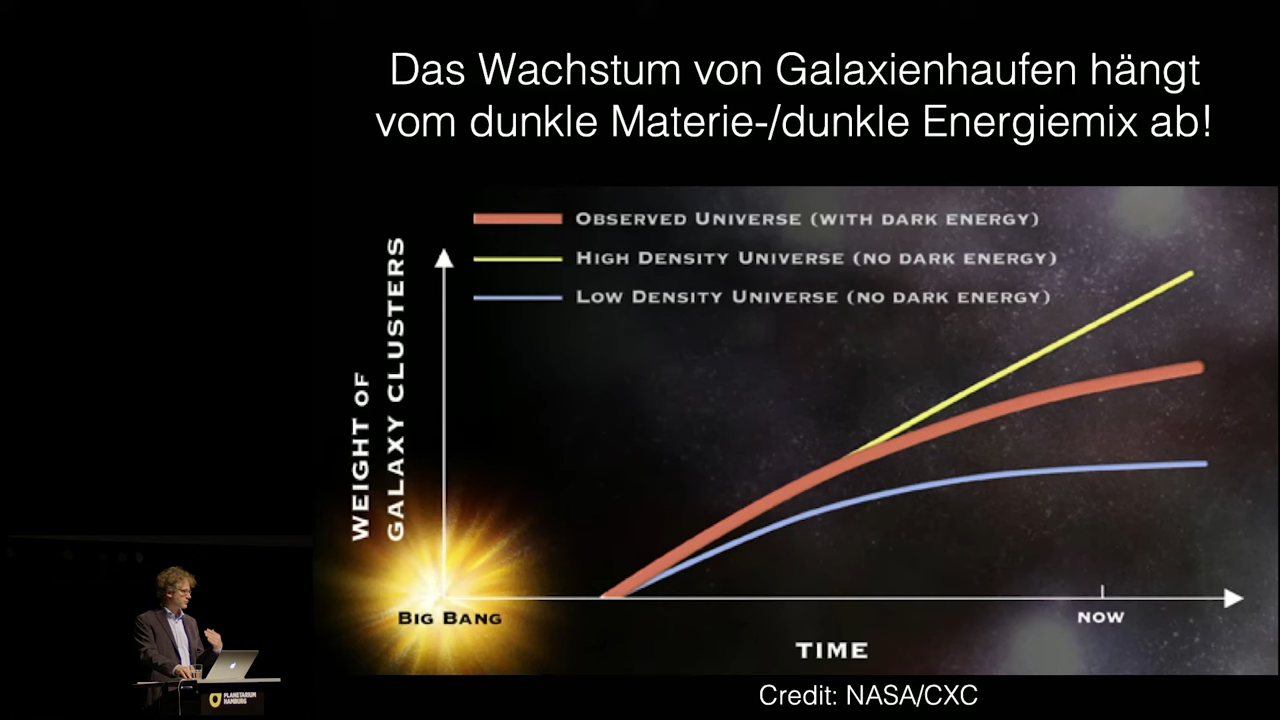 Das Wachstum von Galaxienhaufen hängt
vom dunkle Materie-/dunkle Energiemix ab!
OBSERVED UNIVERSE (WITH DARK ENERGY)
HIGH DENSITY UNIVERSE (NO DARK ENERGY)
LOW DENSITY UNIVERSE (NO DARK ENERGY)
WEIGHT OF
GALAXY CLUSTERS
BIG BANG
NOW
TIME
Credit: NASA/CXC
PLANETARIUM
HAMBURG